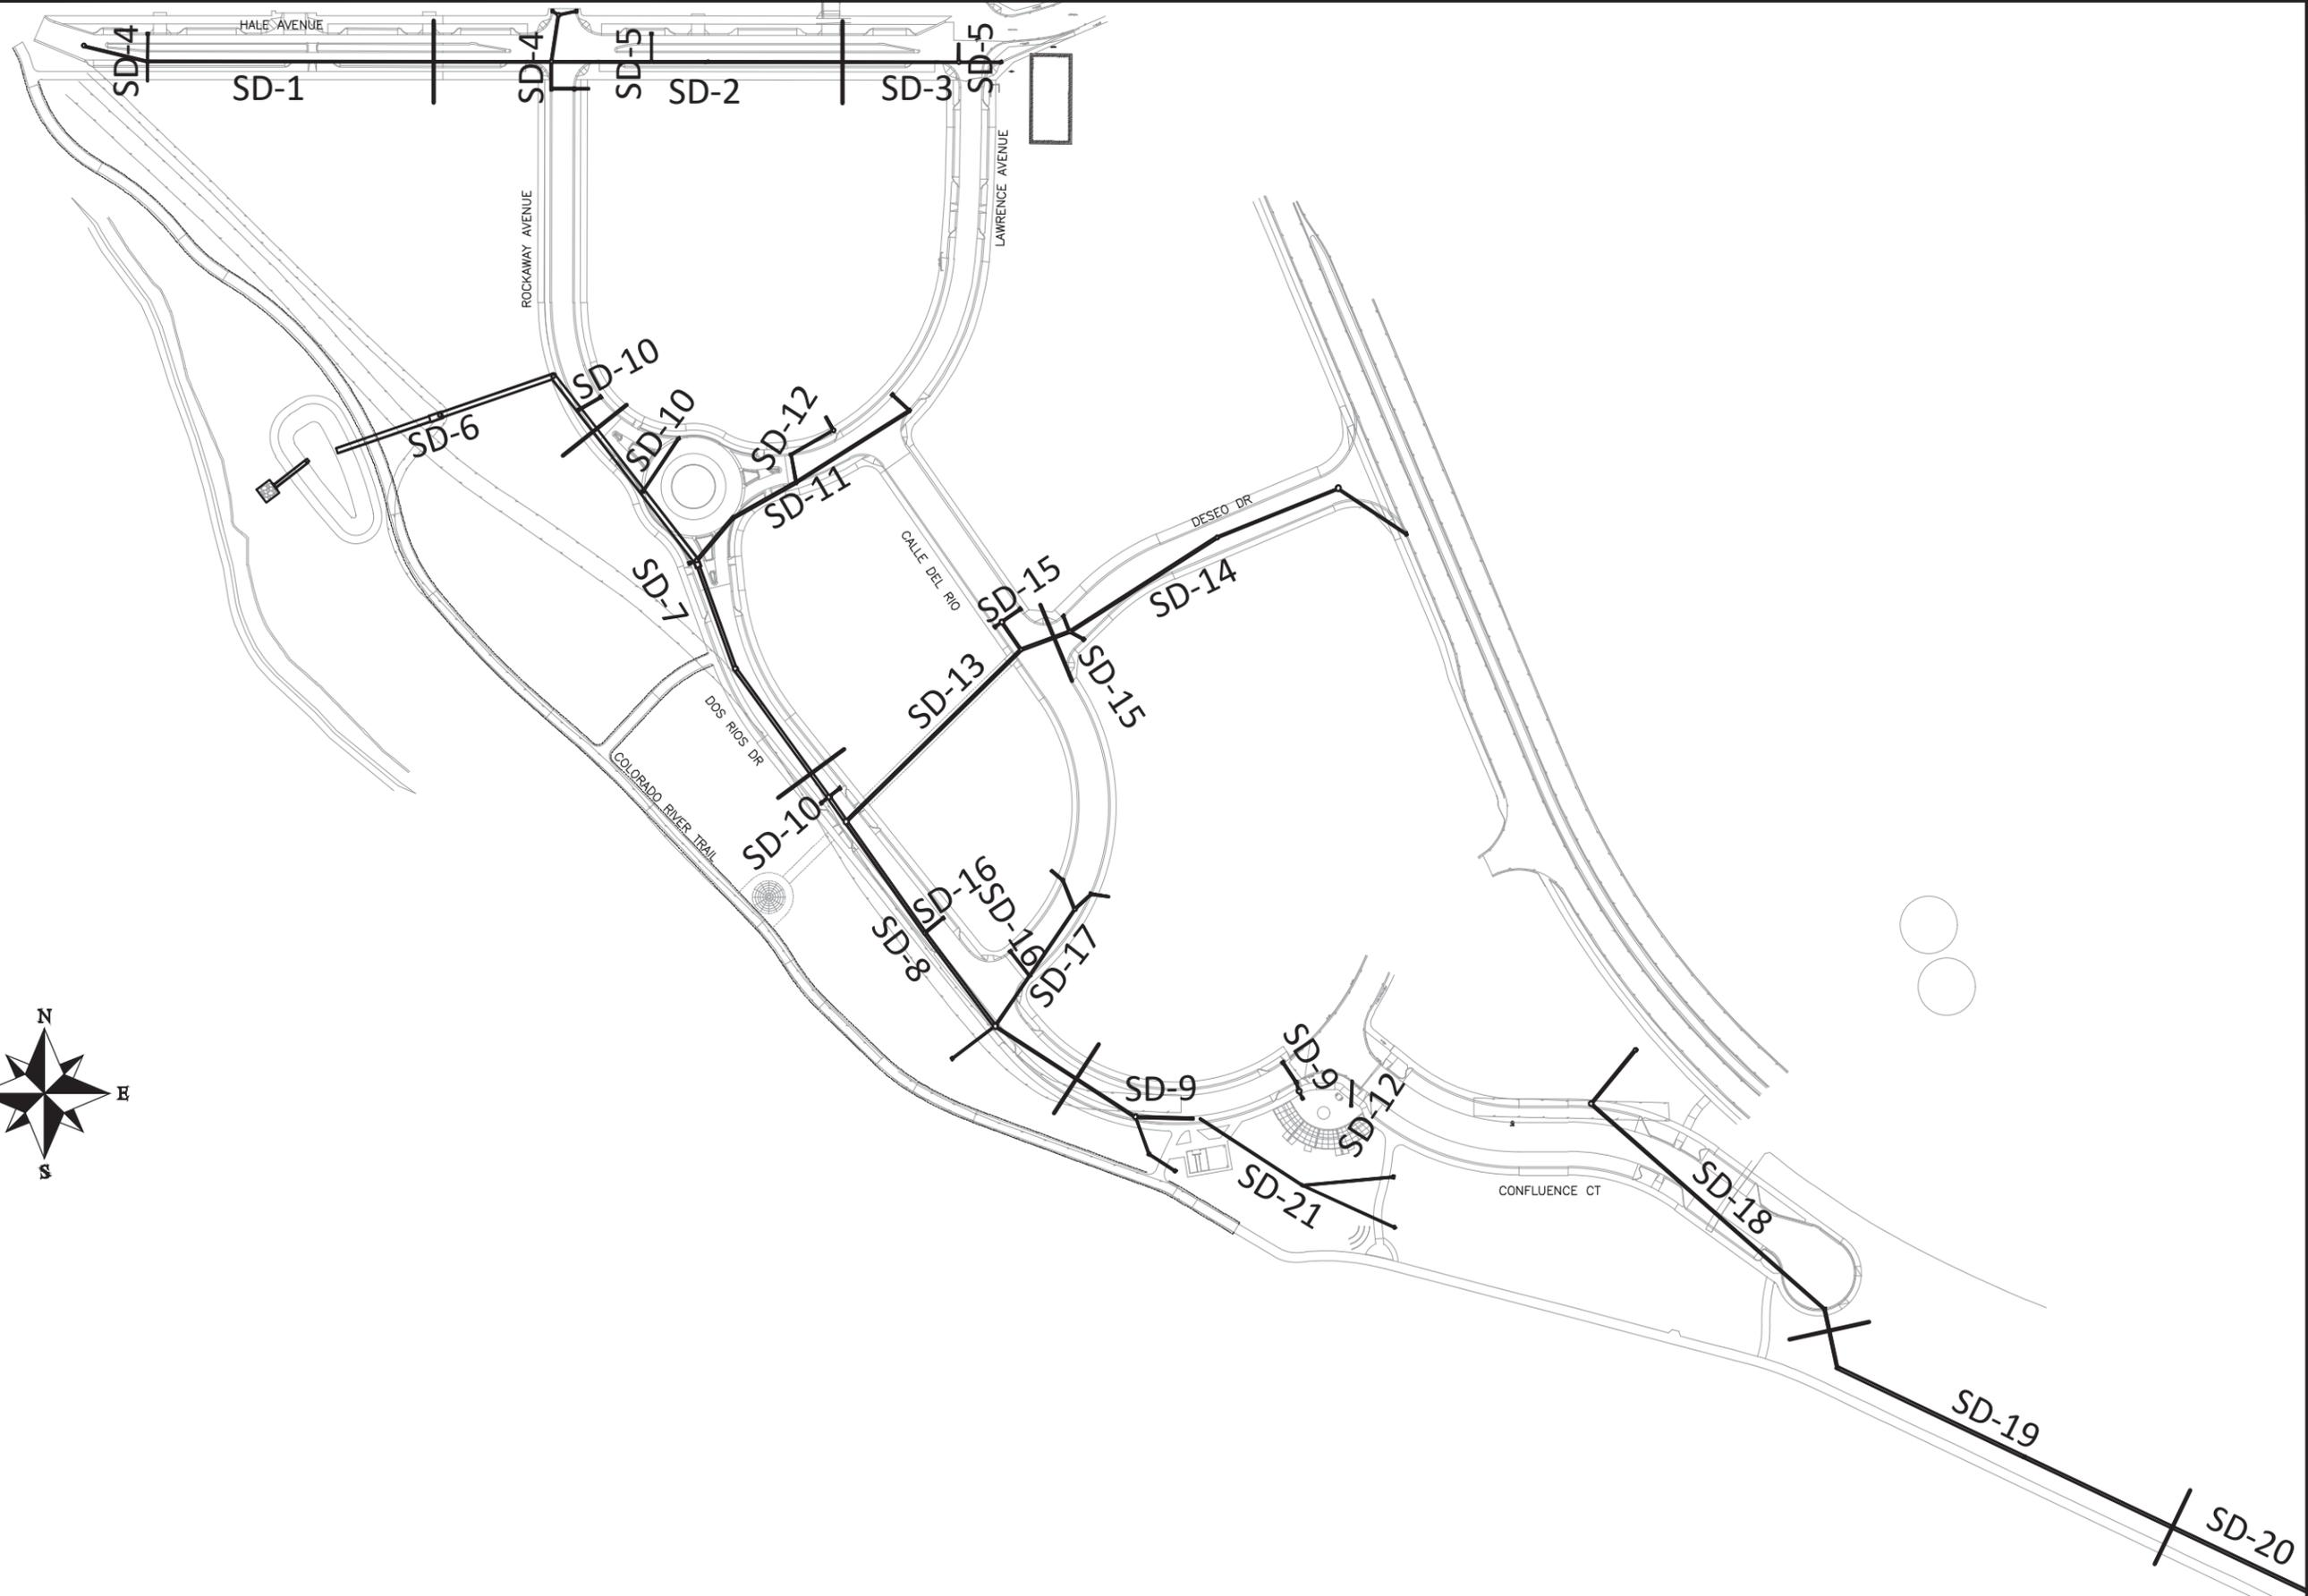 HALE AVENUE
SD-4
SD-1
SD-4
SD-5
SD-2
SD-3
SD-5
ROCKAWAY AVENUE
LAWRENCE AVENUE
SD-10
SD-10
SD-12
SD-6
SD-11
DESEO DR
CALLE DEL RIO
SD-7
SD-15
SD-14
SD-13
SD-15
DOS RIOS DR
COLORADO RIVER TRAIL
SD-10
SD-16
SD-16
SD-8
SD-17
N
E
S
SD-9
SD-9 /
SD-12
SD-21
CONFLUENCE CT
SD-18
SD-19
SD-20